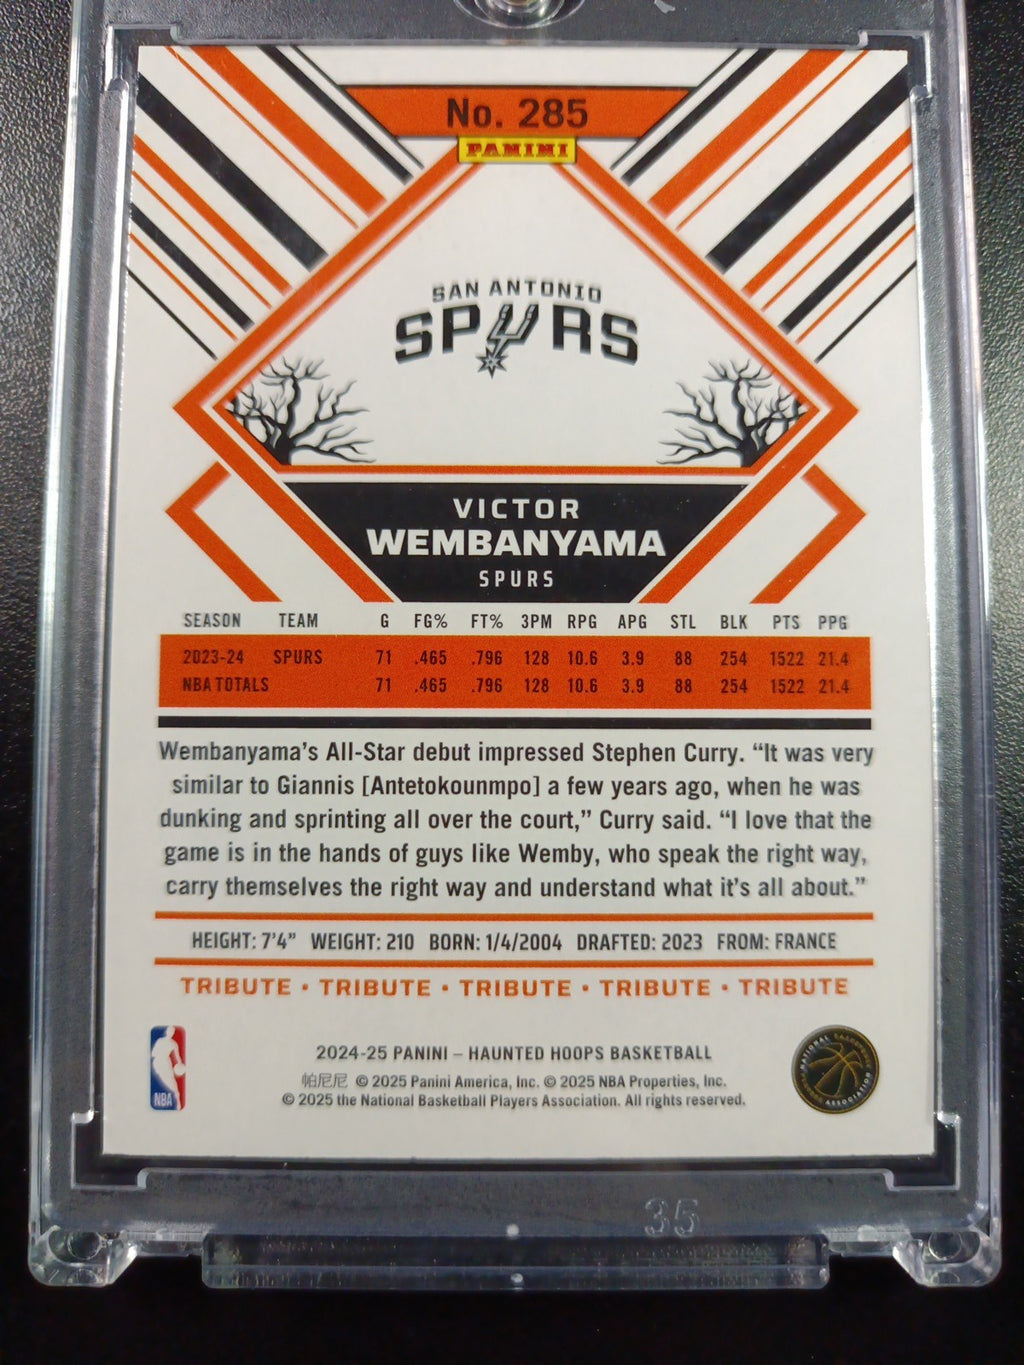 No. 285
PANINI
SAN ANTONIO
SPURS
VICTOR
WEMBANYAMA
SPURS
SEASON TEAM G FG% FT% 3PM RPG APG STL BLK PTS PPG
2023-24 SPURS 71 .465 .796 128 10.6 3.9 88 254 1522 21.4
NBA TOTALS 71 .465 .796 128 10.6 3.9 88 254 1522 21.4
Wembanyama's All-Star debut impressed Stephen Curry. “It was very
similar to Giannis [Antetokounmpo] a few years ago, when he was
dunking and sprinting all over the court,” Curry said. “I love that the
game is in the hands of guys like Wemby, who speak the right way,
carry themselves the right way and understand what it's all about.”
HEIGHT: 7'4” WEIGHT: 210 BORN: 1/4/2004 DRAFTED: 2023 FROM: FRANCE
TRIBUTE • TRIBUTE • TRIBUTE • TRIBUTE • TRIBUTE
2024-25 PANINI – HAUNTED HOOPS BASKETBALL
帕尼尼 © 2025 Panini America, Inc. © 2025 NBA Properties, Inc.
© 2025 the National Basketball Players Association. All rights reserved.
NBA
NATIONAL BASKETBALL PLAYERS ASSOCIATION
35